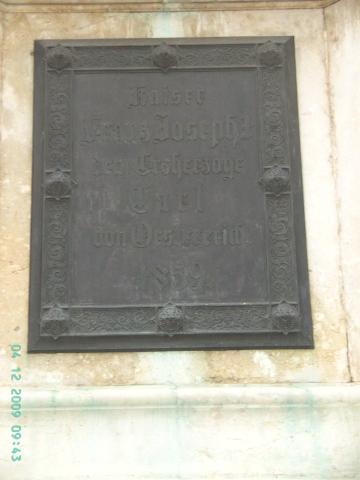 Kaiser
Franz Joseph I.
dem Erzherzoge
Carl
von Oesterreich.
1859.
04 12 2009 09:43